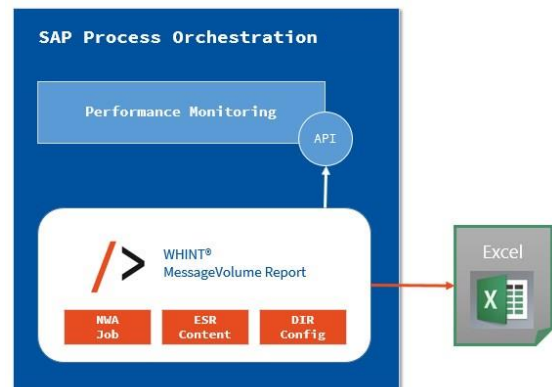 SAP Process Orchestration
Performance Monitoring
API
/>
WHINT®
MessageVolume Report
NWA
Job
ESR
Content
DIR
Config
Excel
X